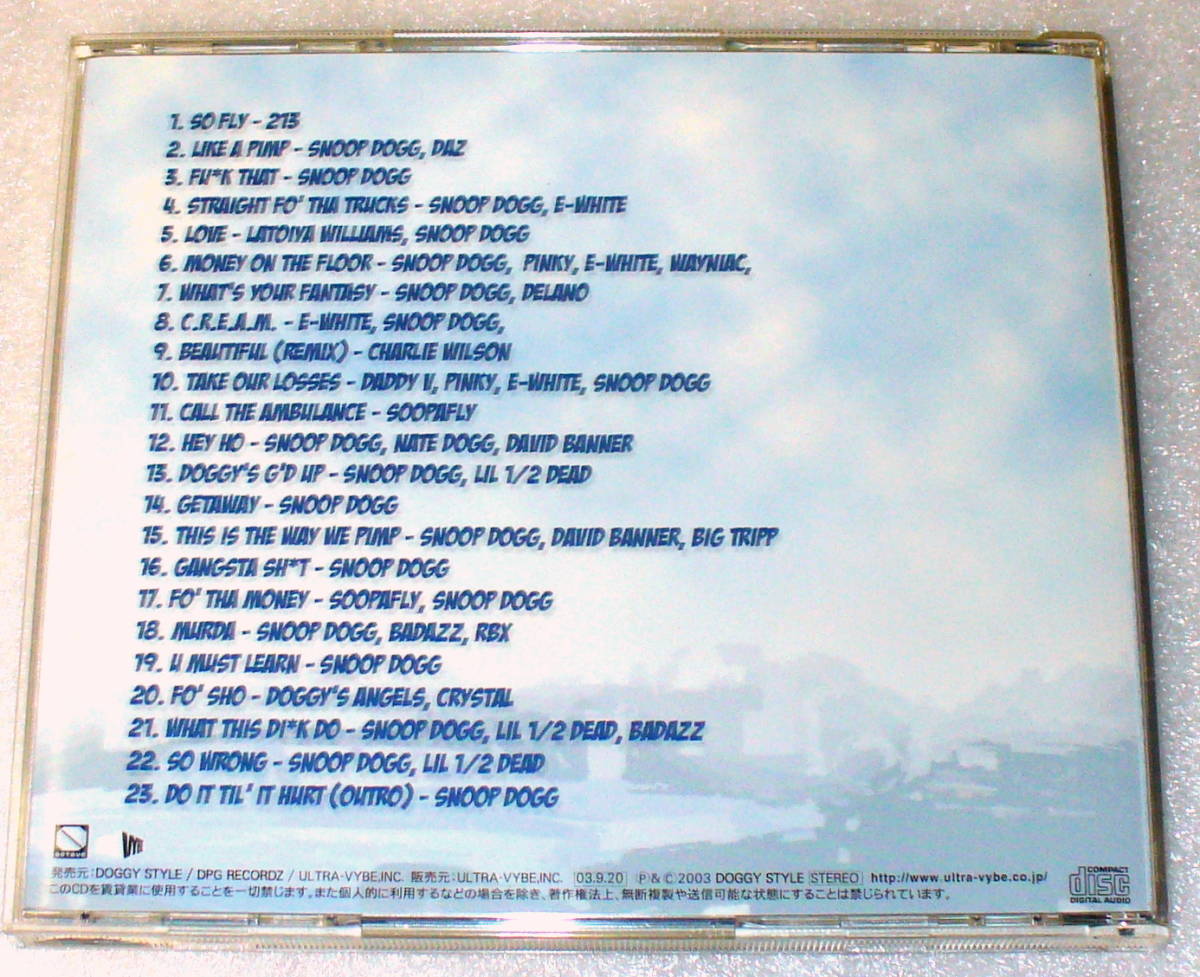 1. SO FLY - 213
2. LIKE A PIMP - SNOOP DOGG, DAZ
3. FU*K THAT - SNOOP DOGG
4. STRAIGHT FO' THA TRUCKS - SNOOP DOGG, E-WHITE
5. LOVE - LATOIYA WILLIAMS, SNOOP DOGG
6. MONEY ON THE FLOOR - SNOOP DOGG, PINKY, E-WHITE, WAYNIAC,
7. WHAT'S YOUR FANTASY - SNOOP DOGG, DELANO
8. C.R.E.A.M. - E-WHITE, SNOOP DOGG,
9. BEAUTIFUL (REMIX) - CHARLIE WILSON
10. TAKE OUR LOSSES - DADDY V, PINKY, E-WHITE, SNOOP DOGG
11. CALL THE AMBULANCE - SOOPAFLY
12. HEY HO - SNOOP DOGG, NATE DOGG, DAVID BANNER
13. DOGGY'S G'D UP - SNOOP DOGG, LIL 1/2 DEAD
14. GETAWAY - SNOOP DOGG
15. THIS IS THE WAY WE PIMP - SNOOP DOGG, DAVID BANNER, BIG TRIPP
16. GANGSTA SH*T - SNOOP DOGG
17. FO' THA MONEY - SOOPAFLY, SNOOP DOGG
18. MURDA - SNOOP DOGG, BADAZZ, RBX
19. U MUST LEARN - SNOOP DOGG
20. FO' SHO - DOGGY'S ANGELS, CRYSTAL
21. WHAT THIS DI*K DO - SNOOP DOGG, LIL 1/2 DEAD, BADAZZ
22. SO WRONG - SNOOP DOGG, LIL 1/2 DEAD
23. DO IT TIL' IT HURT (OUTRO) - SNOOP DOGG
OCTAVE VYBE
発売元:DOGGY STYLE / DPG RECORDZ / ULTRA-VYBE,INC. 販売元:ULTRA-VYBE,INC. 03.9.20 Ⓟ&Ⓒ2003 DOGGY STYLE STEREO http://www.ultra-vybe.co.jp/
このCDを賃貸業に使用することを一切禁じます。また個人的に利用するなどの場合を除き、著作権法上、無断複製や送信可能な状態にすることは禁じられています。
COMPACT
disc
DIGITAL AUDIO